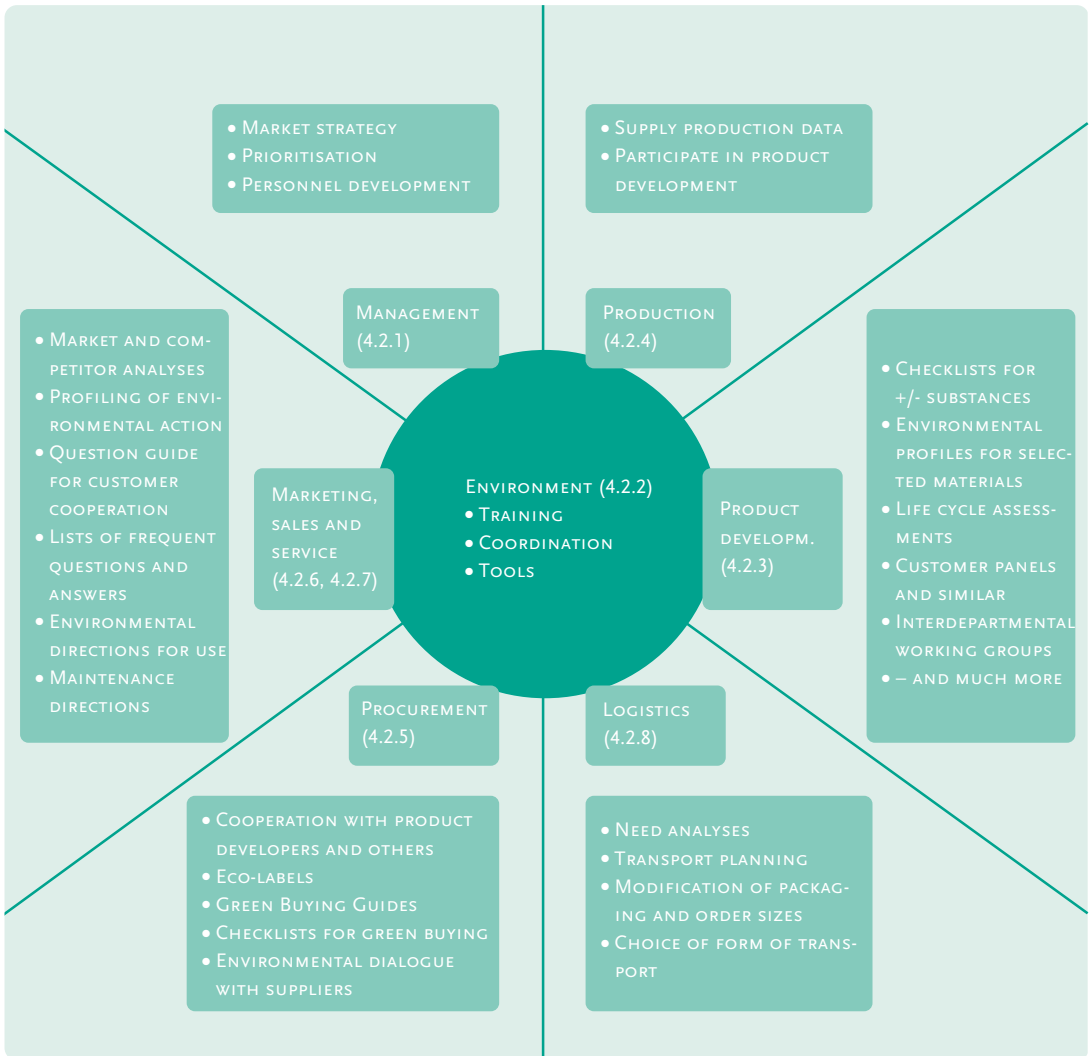 • Market strategy
• Prioritisation
• Personnel development
• Supply production data
• Participate in product
development
Management
(4.2.1)
Production
(4.2.4)
• Market and com-
petitor analyses
• Profiling of envi-
ronmental action
• Question guide
for customer
cooperation
• Lists of frequent
questions and
answers
• Environmental
directions for use
• Maintenance
directions
Marketing,
sales and
service
(4.2.6, 4.2.7)
Environment (4.2.2)
• Training
• Coordination
• Tools
Product
developm.
(4.2.3)
• Checklists for
+/- substances
• Environmental
profiles for selec-
ted materials
• Life cycle assess-
ments
• Customer panels
and similar
• Interdepartmental
working groups
• – and much more
Procurement
(4.2.5)
Logistics
(4.2.8)
• Cooperation with product
developers and others
• Eco-labels
• Green Buying Guides
• Checklists for green buying
• Environmental dialogue
with suppliers
• Need analyses
• Transport planning
• Modification of packag-
ing and order sizes
• Choice of form of trans-
port